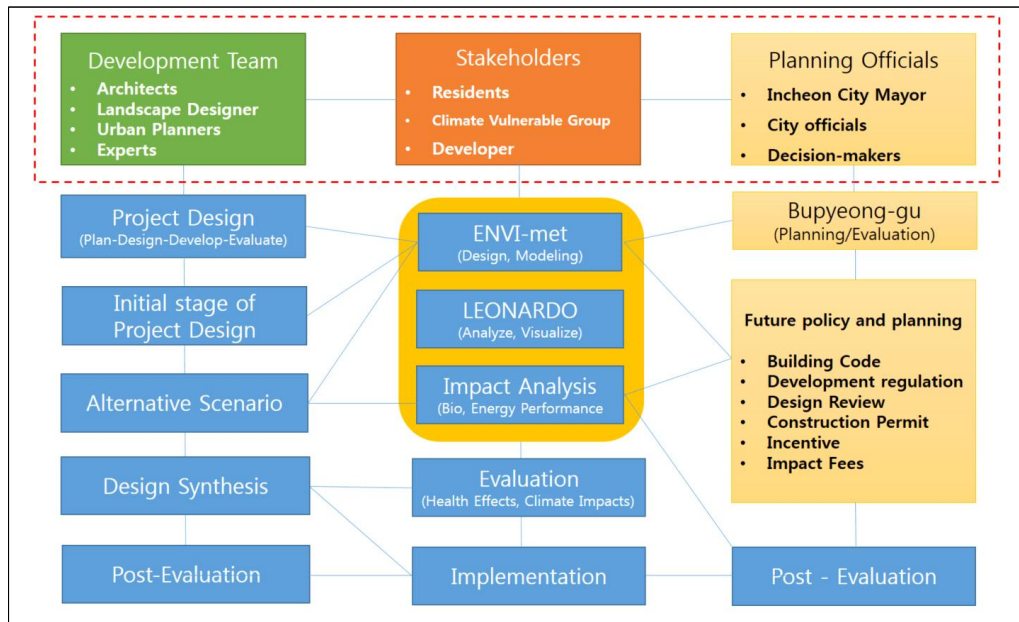 Development Team
• Architects
• Landscape Designer
• Urban Planners
• Experts
Stakeholders
• Residents
• Climate Vulnerable Group
• Developer
Planning Officials
• Incheon City Mayor
• City officials
• Decision-makers
Project Design
(Plan-Design-Develop-Evaluate)
ENVI-met
(Design, Modeling)
Bupyeong-gu
(Planning/Evaluation)
Initial stage of
Project Design
LEONARDO
(Analyze, Visualize)
Future policy and planning
• Building Code
• Development regulation
• Design Review
• Construction Permit
• Incentive
• Impact Fees
Alternative Scenario
Impact Analysis
(Bio, Energy Performance
Design Synthesis
Evaluation
(Health Effects, Climate Impacts)
Post-Evaluation
Implementation
Post - Evaluation